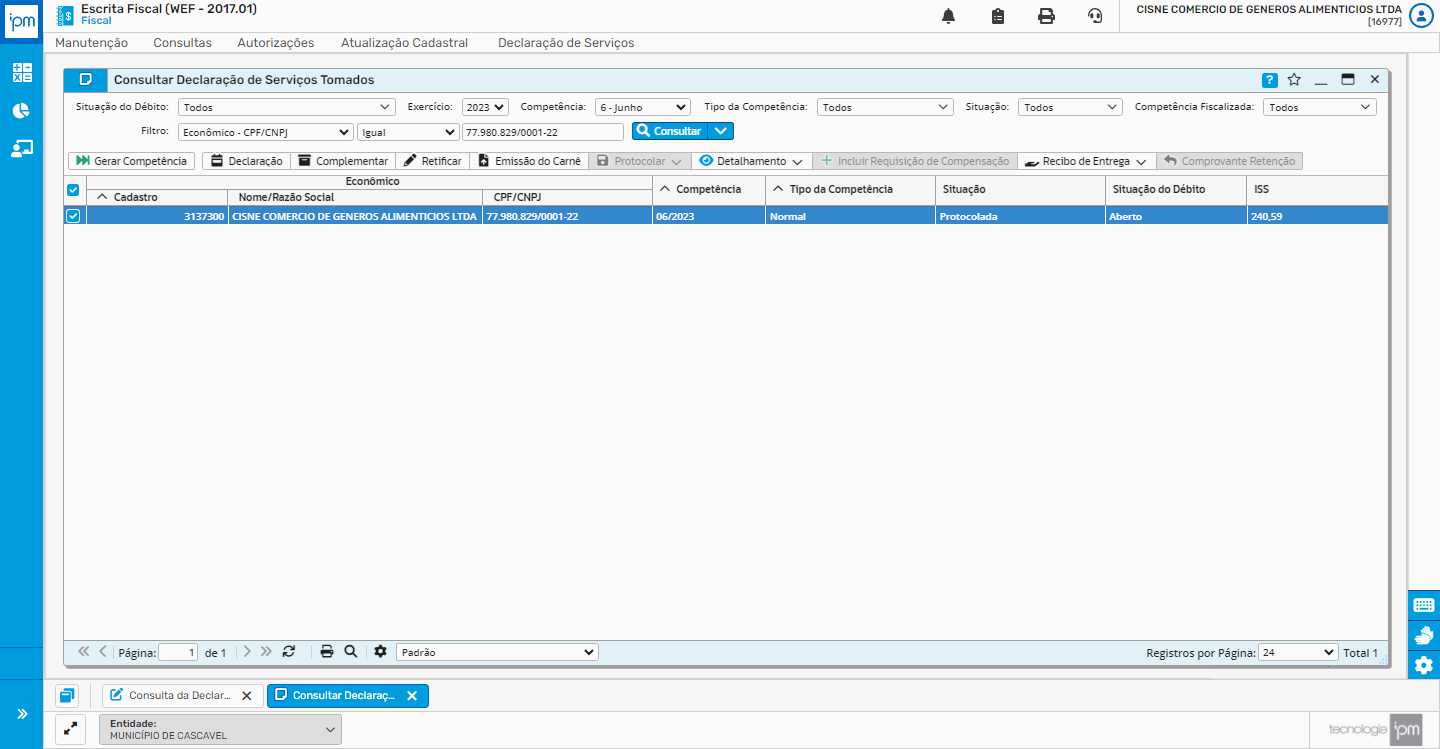 ipm
Escrita Fiscal (WEF - 2017.01)
Fiscal
CISNE COMERCIO DE GENEROS ALIMENTICIOS LTDA
[16977]
Manutenção Consultas Autorizações Atualização Cadastral Declaração de Serviços
Consultar Declaração de Serviços Tomados
?
Situação do Débito: Todos Exercício: 2023 Competência: 6 - Junho Tipo da Competência: Todos Situação: Todos Competência Fiscalizada: Todos
Filtro: Econômico - CPF/CNPJ Igual 77.980.829/0001-22 Consultar
Gerar Competência Declaração Complementar Retificar Emissão do Carnê Protocolar Detalhamento Incluir Requisição de Compensação Recibo de Entrega Comprovante Retenção
Econômico
Cadastro Nome/Razão Social CPF/CNPJ Competência Tipo da Competência Situação Situação do Débito ISS
3137300 CISNE COMERCIO DE GENEROS ALIMENTICIOS LTDA 77.980.829/0001-22 06/2023 Normal Protocolada Aberto 240,59
Página: 1 de 1 Padrão Registros por Página: 24 Total 1
Consulta da Declar... Consultar Declaraç...
Entidade:
MUNICÍPIO DE CASCAVEL
tecnologia ipm